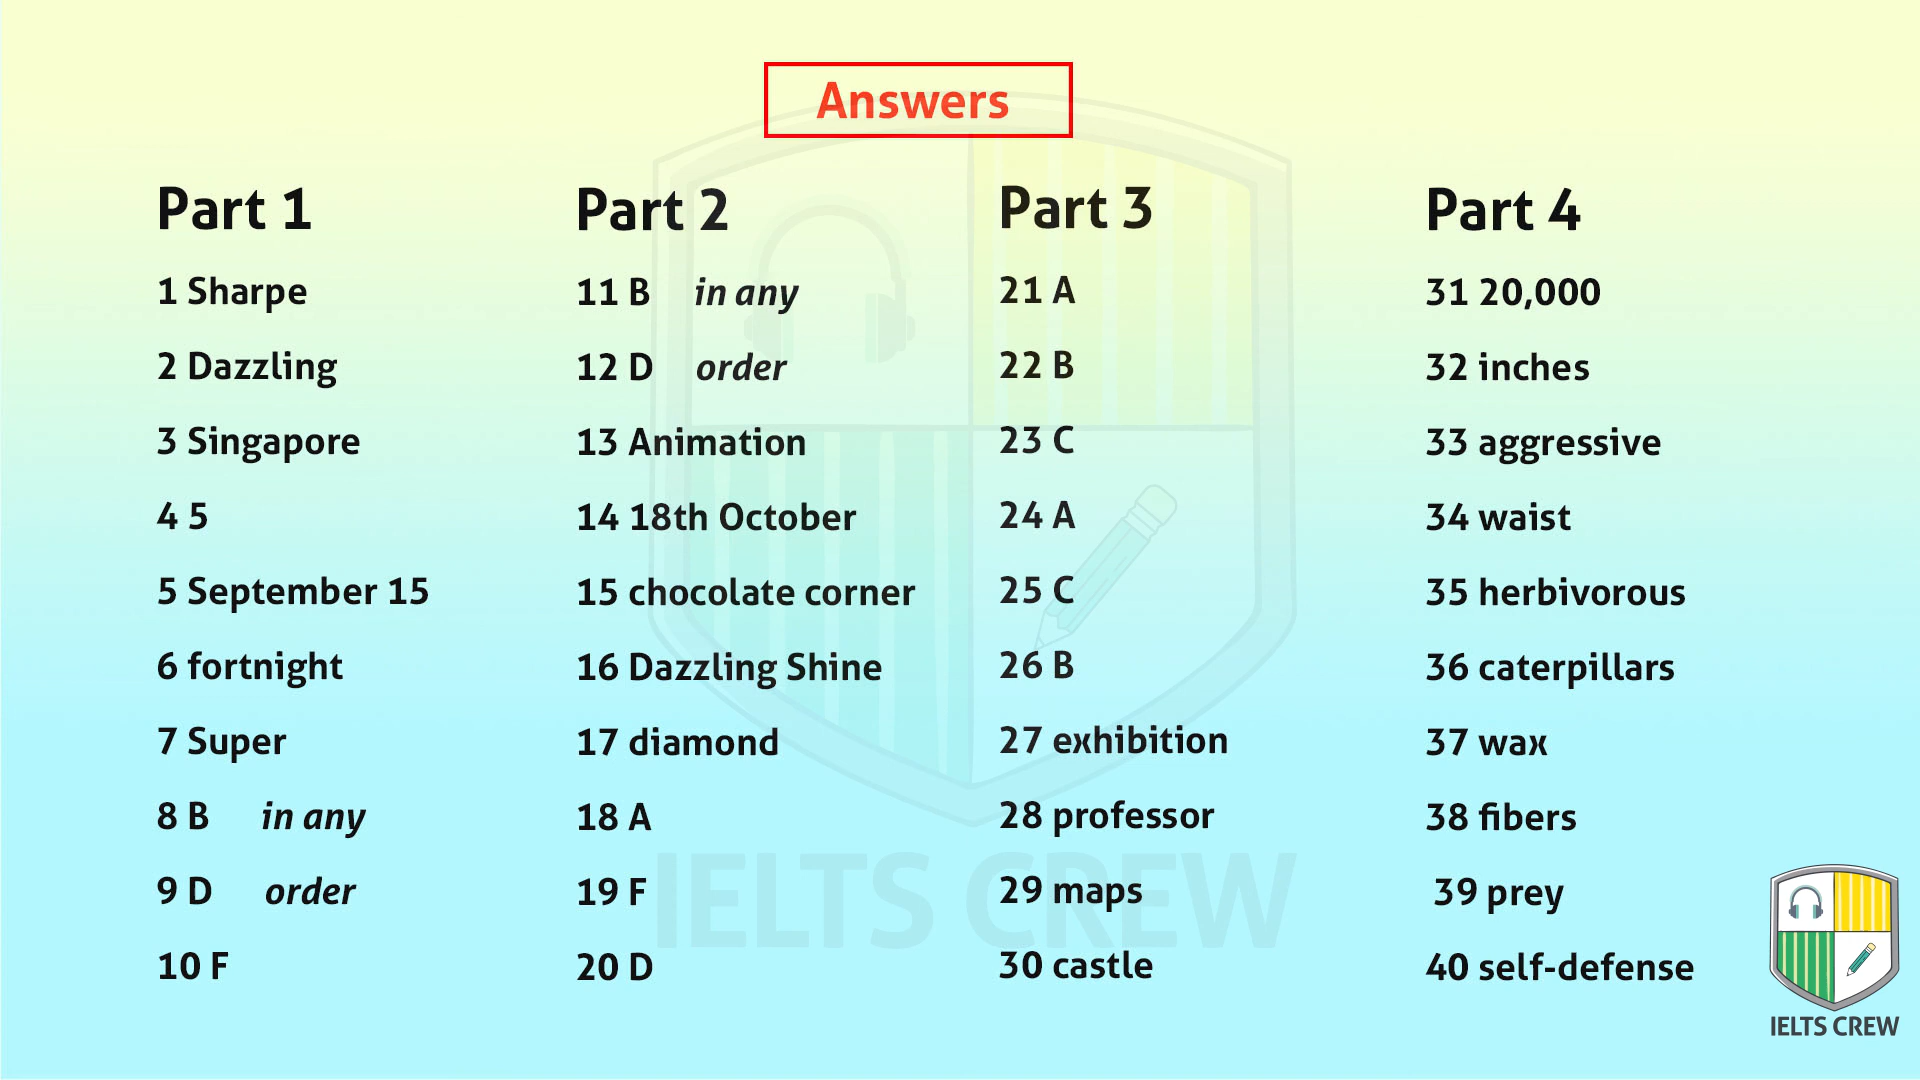 Answers
Part 1
1 Sharpe
2 Dazzling
3 Singapore
4 5
5 September 15
6 fortnight
7 Super
8 B in any
9 D order
10 F
Part 2
11 B in any
12 D order
13 Animation
14 18th October
15 chocolate corner
16 Dazzling Shine
17 diamond
18 A
19 F
20 D
Part 3
21 A
22 B
23 C
24 A
25 C
26 B
27 exhibition
28 professor
29 maps
30 castle
Part 4
31 20,000
32 inches
33 aggressive
34 waist
35 herbivorous
36 caterpillars
37 wax
38 fibers
39 prey
40 self-defense
IELTS CREW
IELTS CREW